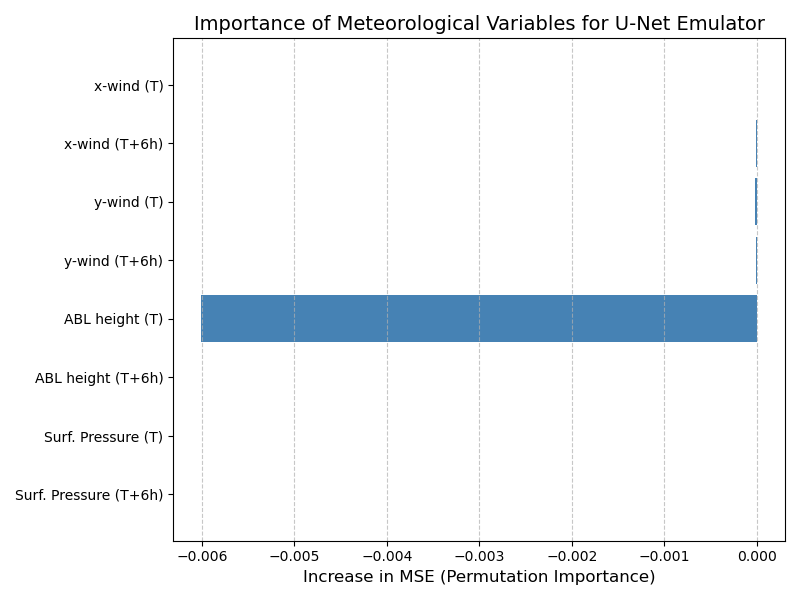 Importance of Meteorological Variables for U-Net Emulator
x-wind (T)
x-wind (T+6h)
y-wind (T)
y-wind (T+6h)
ABL height (T)
ABL height (T+6h)
Surf. Pressure (T)
Surf. Pressure (T+6h)
−0.006 −0.005 −0.004 −0.003 −0.002 −0.001 0.000
Increase in MSE (Permutation Importance)